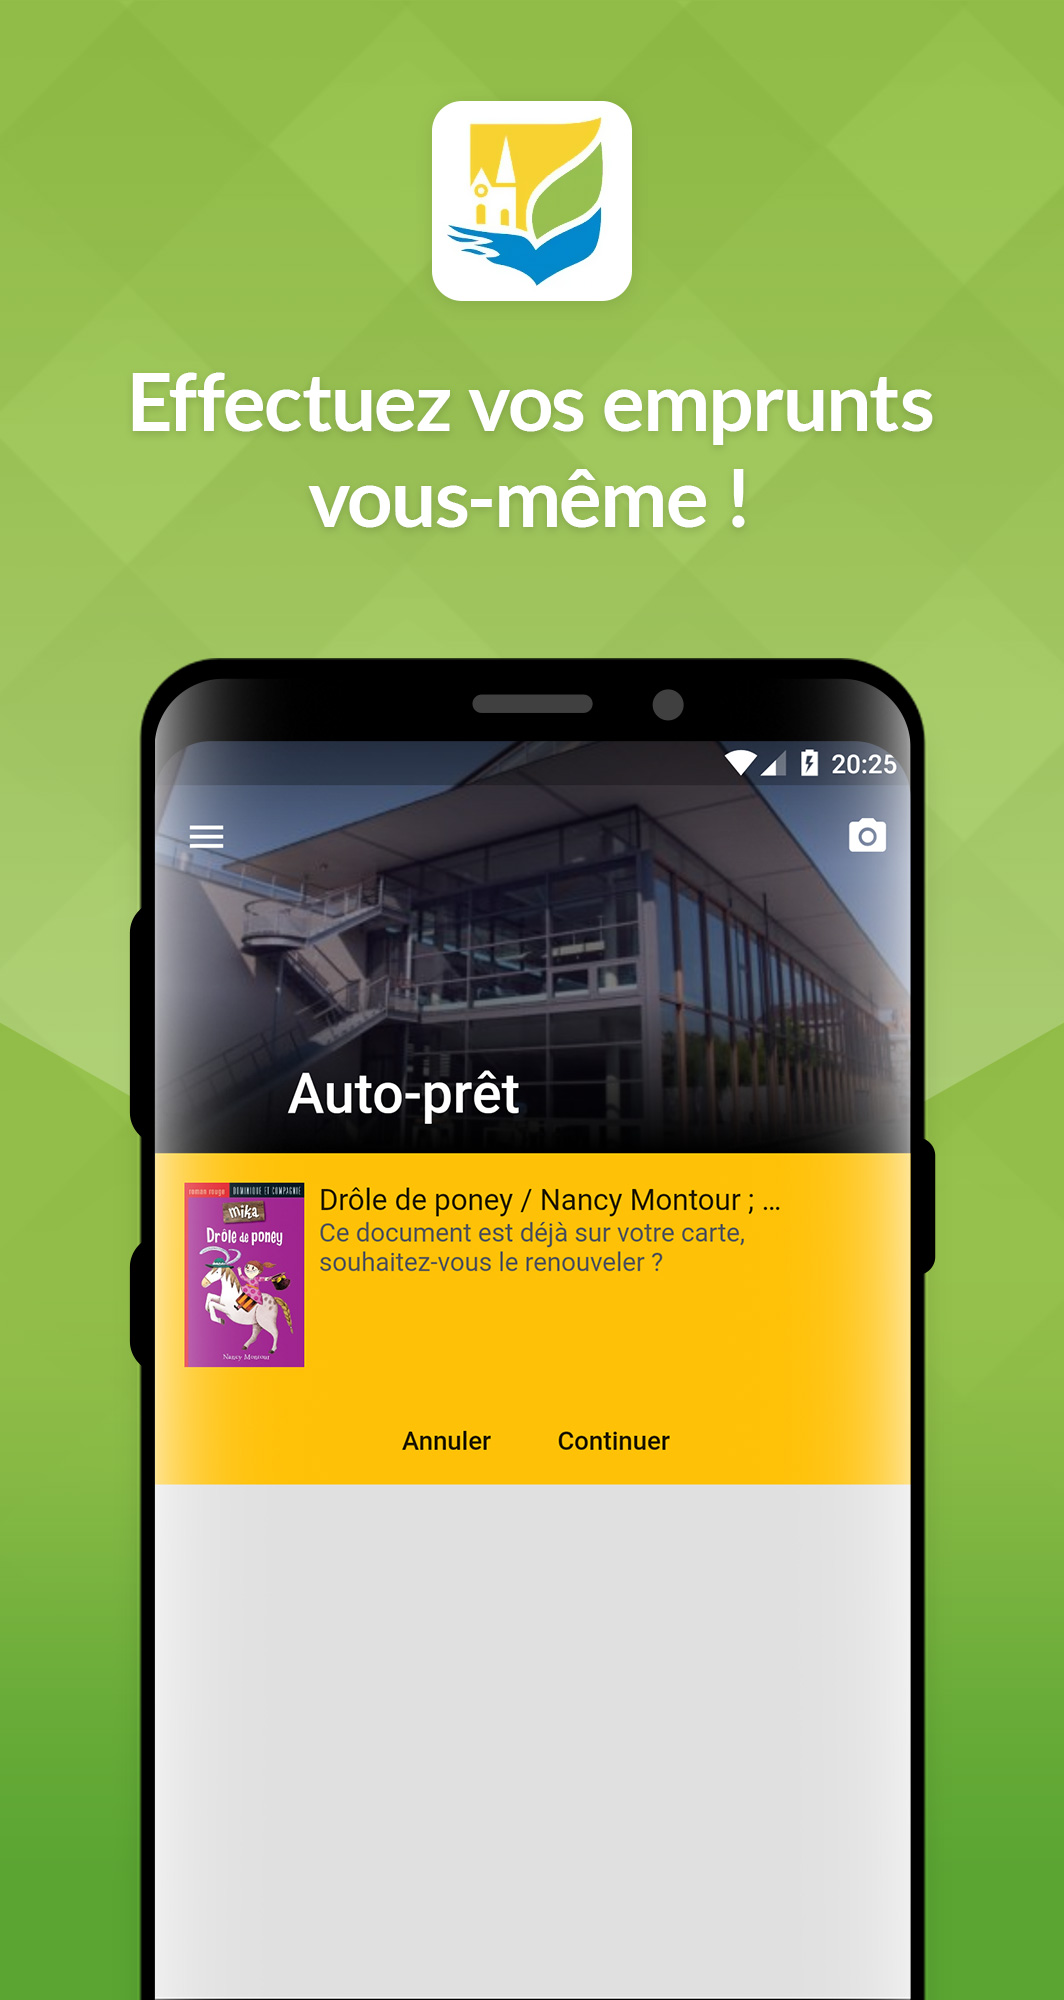 Effectuez vos emprunts
vous-même !
20:25
Auto-prêt
roman rouge DOMINIQUE ET COMPAGNIE
mika
Drôle de poney
Nancy Montour
Drôle de poney / Nancy Montour ; ...
Ce document est déjà sur votre carte,
souhaitez-vous le renouveler ?
Annuler Continuer